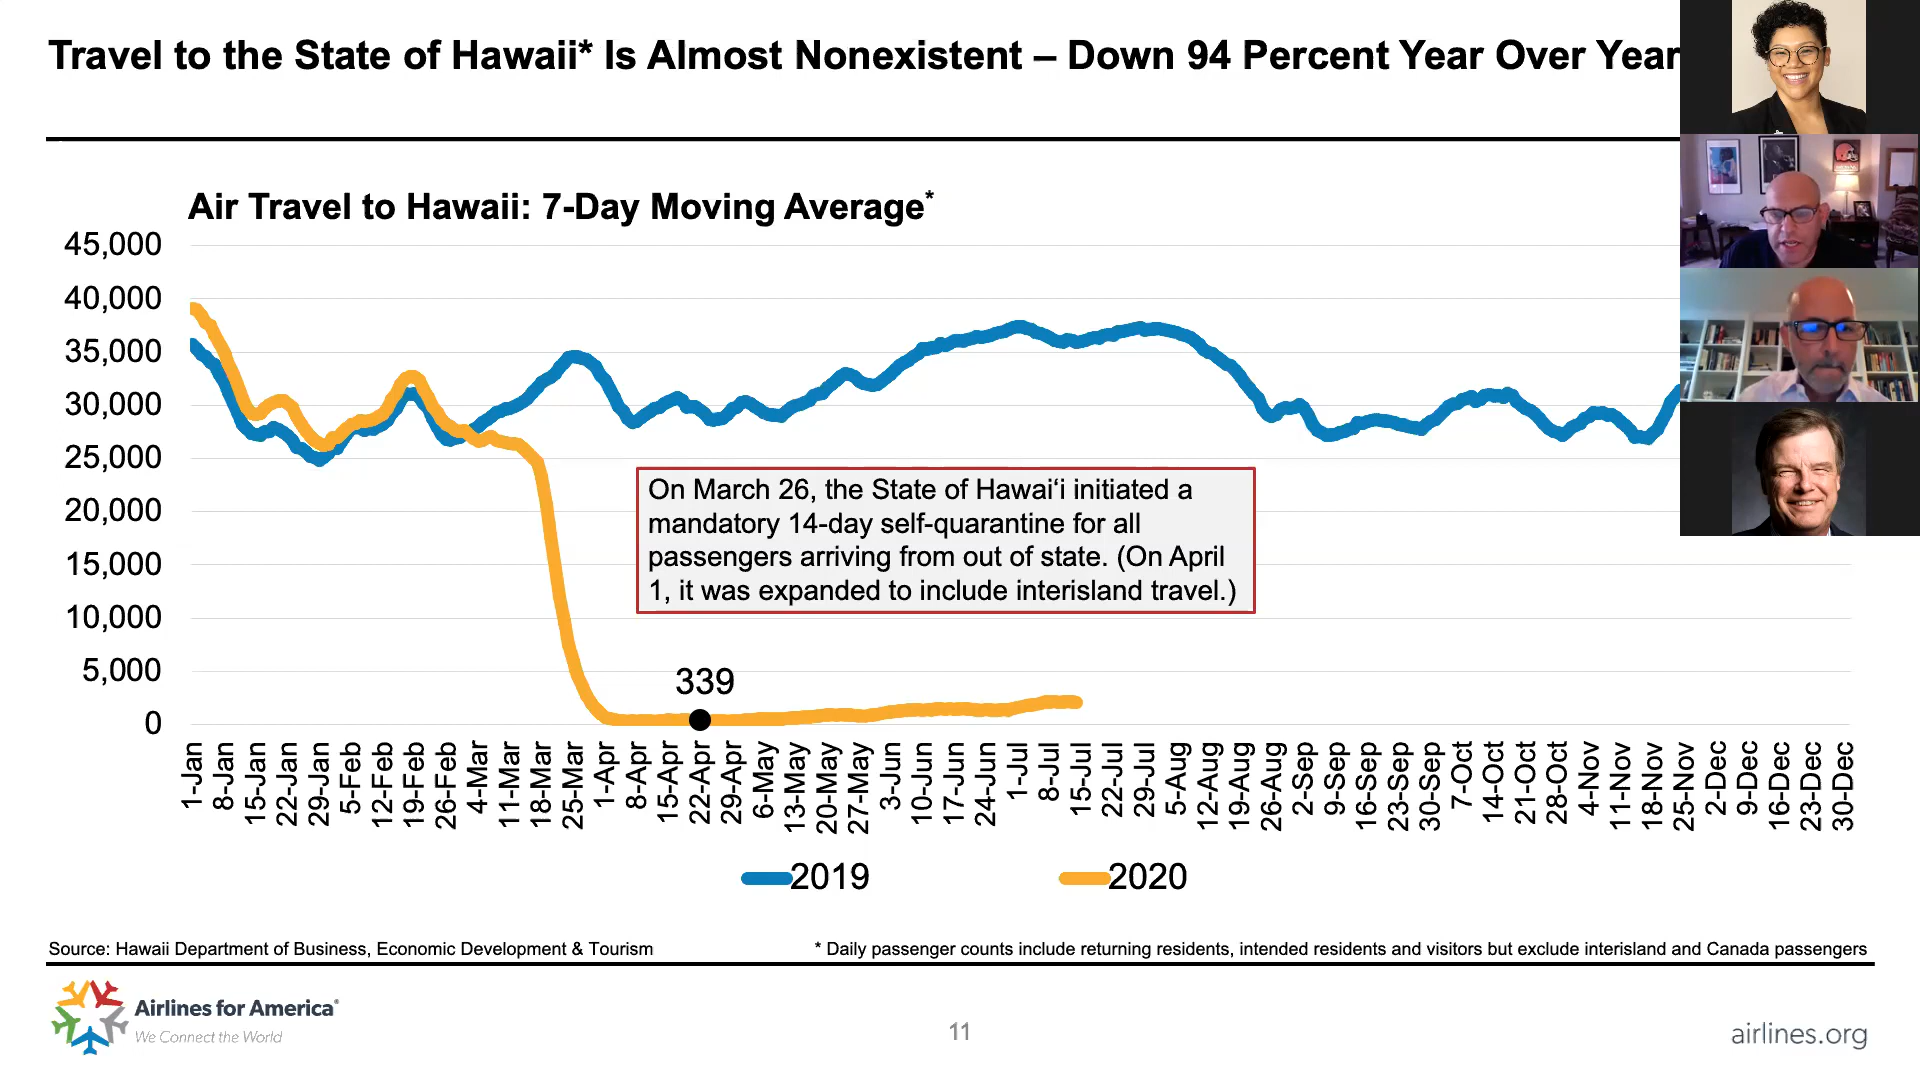 Travel to the State of Hawaii* Is Almost Nonexistent – Down 94 Percent Year Over Year
Air Travel to Hawaii: 7-Day Moving Average*
45,000
40,000
35,000
30,000
25,000
20,000
15,000
10,000
5,000
0
On March 26, the State of Hawai‘i initiated a
mandatory 14-day self-quarantine for all
passengers arriving from out of state. (On April
1, it was expanded to include interisland travel.)
339
1-Jan
8-Jan
15-Jan
22-Jan
29-Jan
5-Feb
12-Feb
19-Feb
26-Feb
4-Mar
11-Mar
18-Mar
25-Mar
1-Apr
8-Apr
15-Apr
22-Apr
29-Apr
6-May
13-May
20-May
27-May
3-Jun
10-Jun
17-Jun
24-Jun
1-Jul
8-Jul
15-Jul
22-Jul
29-Jul
5-Aug
12-Aug
19-Aug
26-Aug
2-Sep
9-Sep
16-Sep
23-Sep
30-Sep
7-Oct
14-Oct
21-Oct
28-Oct
4-Nov
11-Nov
18-Nov
25-Nov
2-Dec
9-Dec
16-Dec
23-Dec
30-Dec
2019
2020
Source: Hawaii Department of Business, Economic Development & Tourism
* Daily passenger counts include returning residents, intended residents and visitors but exclude interisland and Canada passengers
Airlines for America®
We Connect the World
11
airlines.org